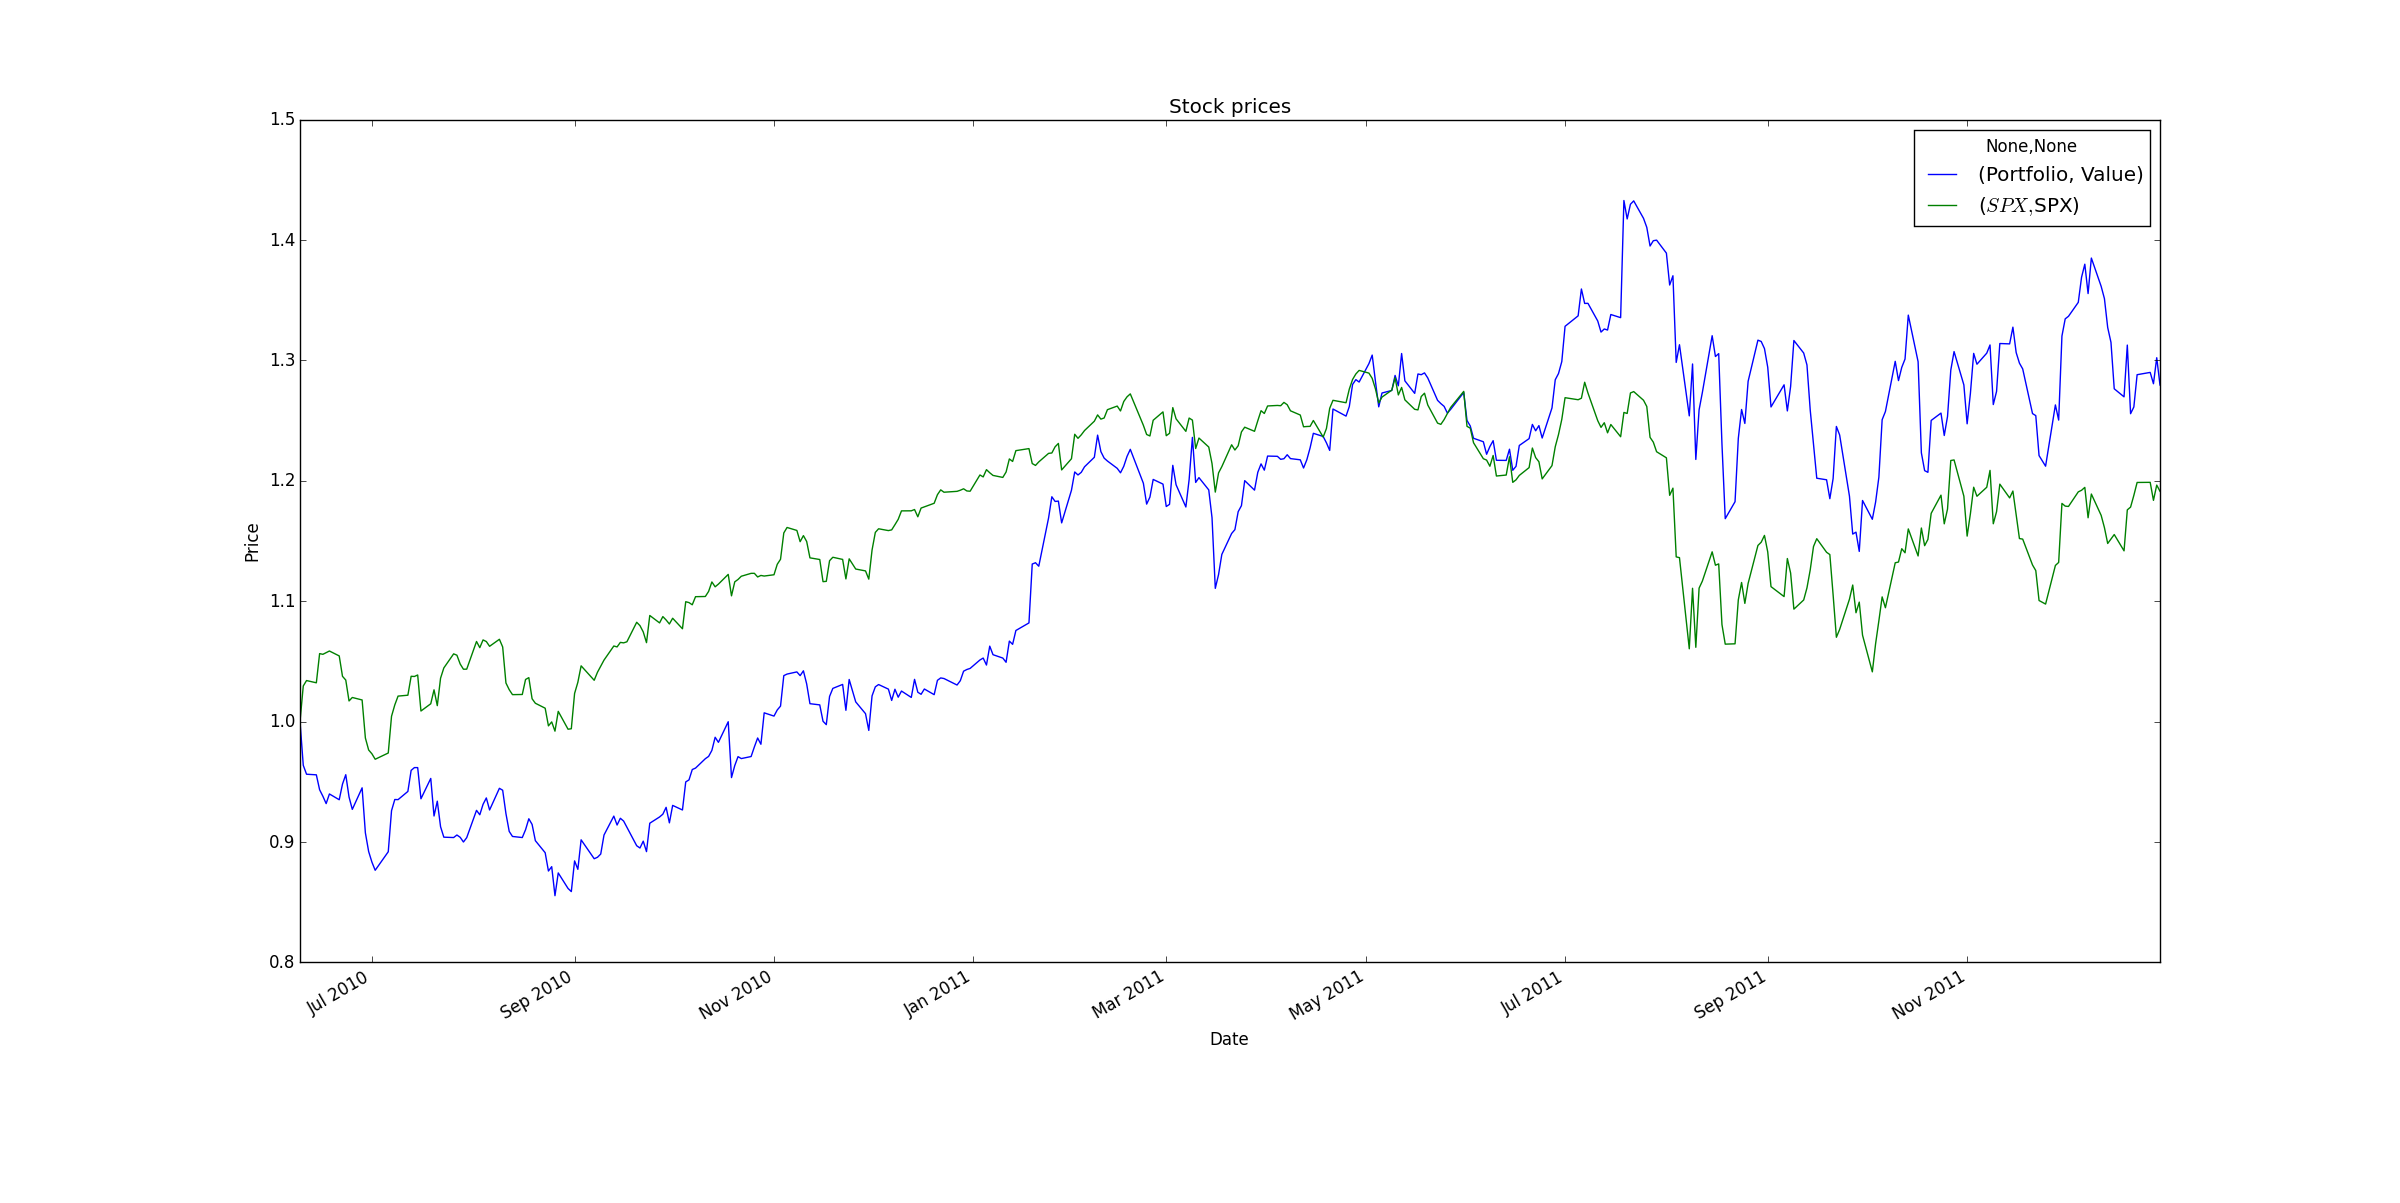 Stock prices
None,None
(Portfolio, Value)
(SPX,SPX)
Price
1.5
1.4
1.3
1.2
1.1
1.0
0.9
0.8
Jul 2010
Sep 2010
Nov 2010
Jan 2011
Mar 2011
May 2011
Jul 2011
Sep 2011
Nov 2011
Date